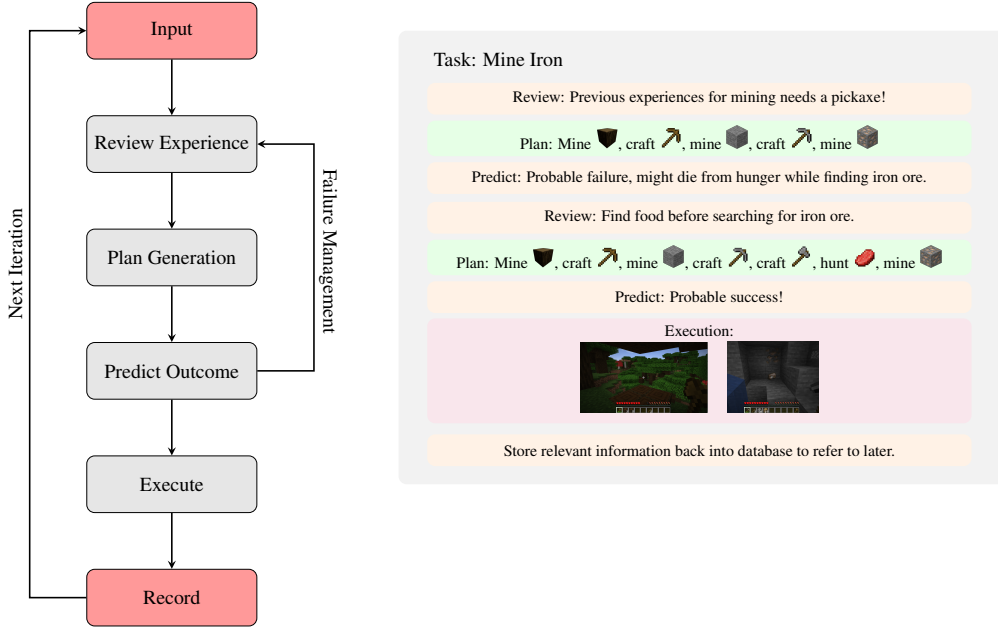 Input
Review Experience
Plan Generation
Predict Outcome
Execute
Record
Next Iteration
Failure Management
Task: Mine Iron
Review: Previous experiences for mining needs a pickaxe!
Plan: Mine , craft , mine , craft , mine
Predict: Probable failure, might die from hunger while finding iron ore.
Review: Find food before searching for iron ore.
Plan: Mine , craft , mine , craft , craft , hunt , mine
Predict: Probable success!
Execution:
Store relevant information back into database to refer to later.